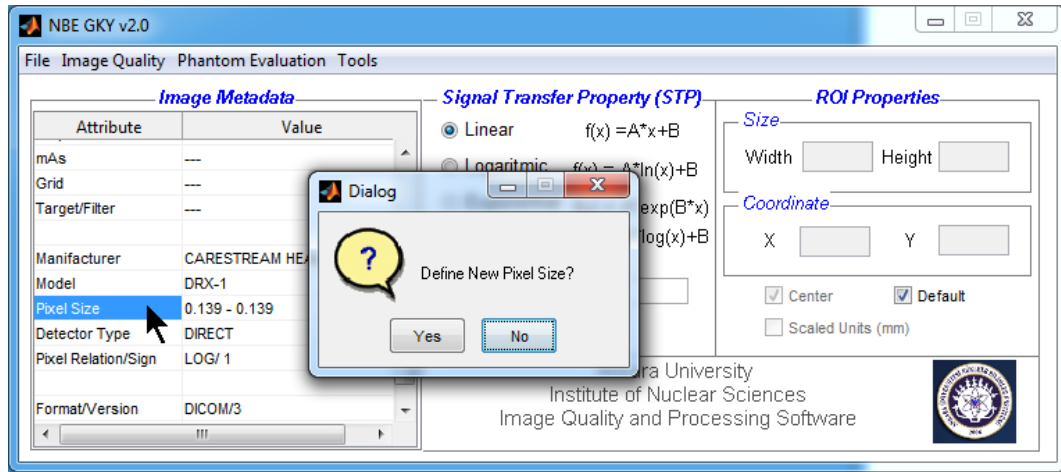 NBE GKY v2.0
File Image Quality Phantom Evaluation Tools
Image Metadata
Attribute Value
mAs ---
Grid ---
Target/Filter ---
Manifacturer CARESTREAM HEA
Model DRX-1
Pixel Size 0.139 - 0.139
Detector Type DIRECT
Pixel Relation/Sign LOG/ 1
Format/Version DICOM/3
Signal Transfer Property (STP)
Linear f(x) =A*x+B
Logaritmic f(x) = A*ln(x)+B
exp(B*x)
log(x)+B
Dialog
Define New Pixel Size?
Yes No
ROI Properties
Size
Width Height
Coordinate
X Y
Center Default
Scaled Units (mm)
ra University
Institute of Nuclear Sciences
Image Quality and Processing Software